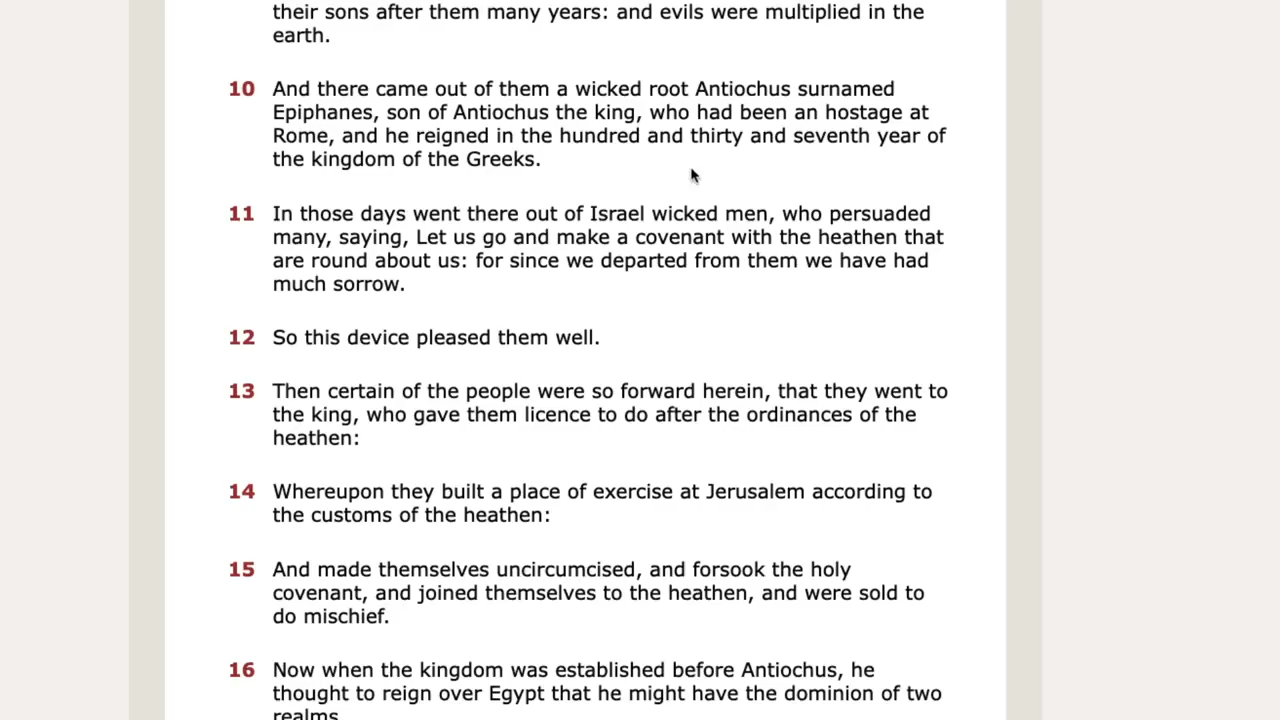 their sons after them many years: and evils were multiplied in the
earth.
10 And there came out of them a wicked root Antiochus surnamed
Epiphanes, son of Antiochus the king, who had been an hostage at
Rome, and he reigned in the hundred and thirty and seventh year of
the kingdom of the Greeks.
11 In those days went there out of Israel wicked men, who persuaded
many, saying, Let us go and make a covenant with the heathen that
are round about us: for since we departed from them we have had
much sorrow.
12 So this device pleased them well.
13 Then certain of the people were so forward herein, that they went to
the king, who gave them licence to do after the ordinances of the
heathen:
14 Whereupon they built a place of exercise at Jerusalem according to
the customs of the heathen:
15 And made themselves uncircumcised, and forsook the holy
covenant, and joined themselves to the heathen, and were sold to
do mischief.
16 Now when the kingdom was established before Antiochus, he
thought to reign over Egypt that he might have the dominion of two
realms.